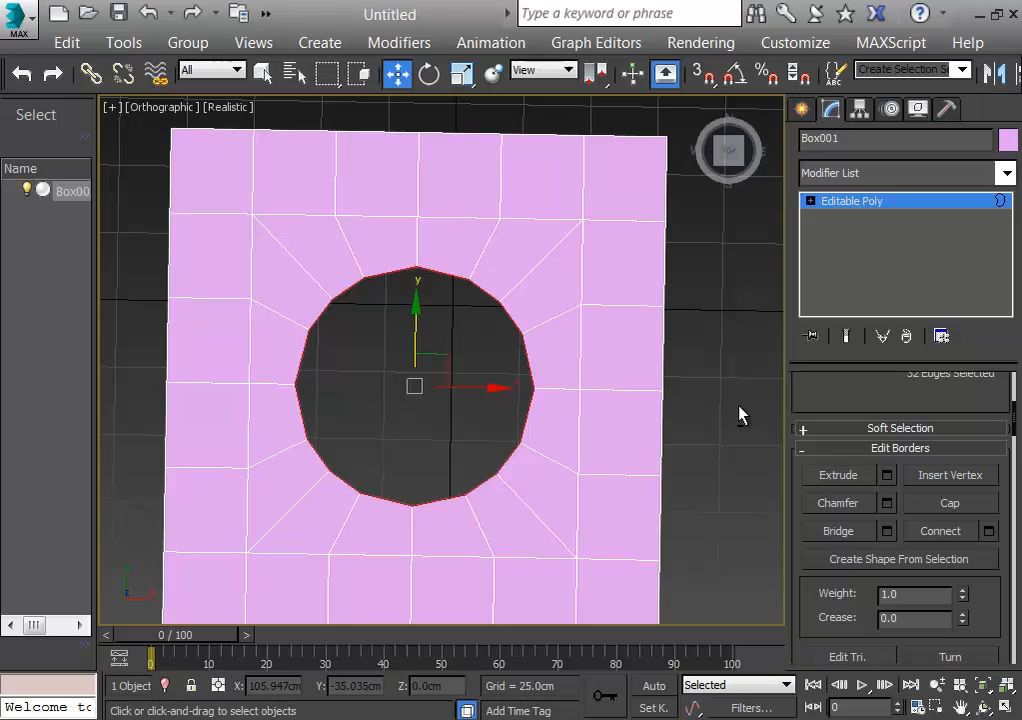 MAX
Untitled
Type a keyword or phrase
Edit Tools Group Views Create Modifiers Animation Graph Editors Rendering Customize MAXScript Help
All
View
3
ABC
Create Selection Se
Select
[+] [Orthographic] [Realistic]
Name
Box00
TOP
y
Box001
Modifier List
Editable Poly
32 Edges Selected
Soft Selection
Edit Borders
Extrude Insert Vertex
Chamfer Cap
Bridge Connect
Create Shape From Selection
Weight: 1.0
Crease: 0.0
Edit Tri. Turn
0 / 100
0 10 20 30 40 50 60 70 80 90 100
1 Object X: 105.947cm Y: -35.035cm Z: 0.0cm Grid = 25.0cm Auto Selected
Welcome to Click or click-and-drag to select objects Add Time Tag Set K. Filters... 0